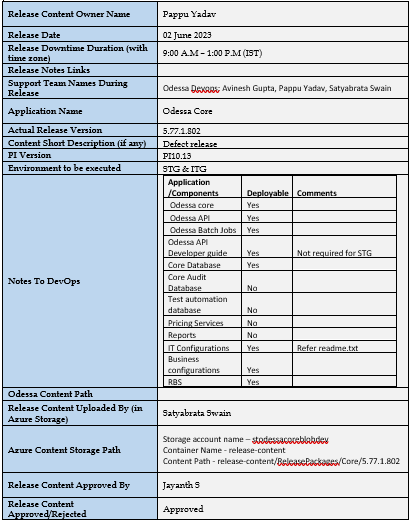 Release Content Owner Name
Pappu Yadav
Release Date
02 June 2023
Release Downtime Duration (with
time zone)
9:00 A.M – 1:00 P.M (IST)
Release Notes Links
Support Team Names During
Release
Odessa Devops: Avinesh Gupta, Pappu Yadav, Satyabrata Swain
Application Name
Odessa Core
Actual Release Version
5.77.1.802
Content Short Description (if any)
Defect release
PI Version
PI10.13
Environment to be executed
STG & ITG
Notes To DevOps
Application
/Components
Deployable
Comments
Odessa core
Yes
Odessa API
Yes
Odessa Batch Jobs
Yes
Odessa API
Developer guide
Yes
Not required for STG
Core Database
Yes
Core Audit
Database
No
Test automation
database
No
Pricing Services
No
Reports
No
IT Configurations
Yes
Refer readme.txt
Business
configurations
Yes
RBS
Yes
Odessa Content Path
Release Content Uploaded By (in
Azure Storage)
Satyabrata Swain
Azure Content Storage Path
Storage account name – stodessacoreblobdev
Container Name - release-content
Content Path - release-content/ReleasePackages/Core/5.77.1.802
Release Content Approved By
Jayanth S
Release Content
Approved/Rejected
Approved